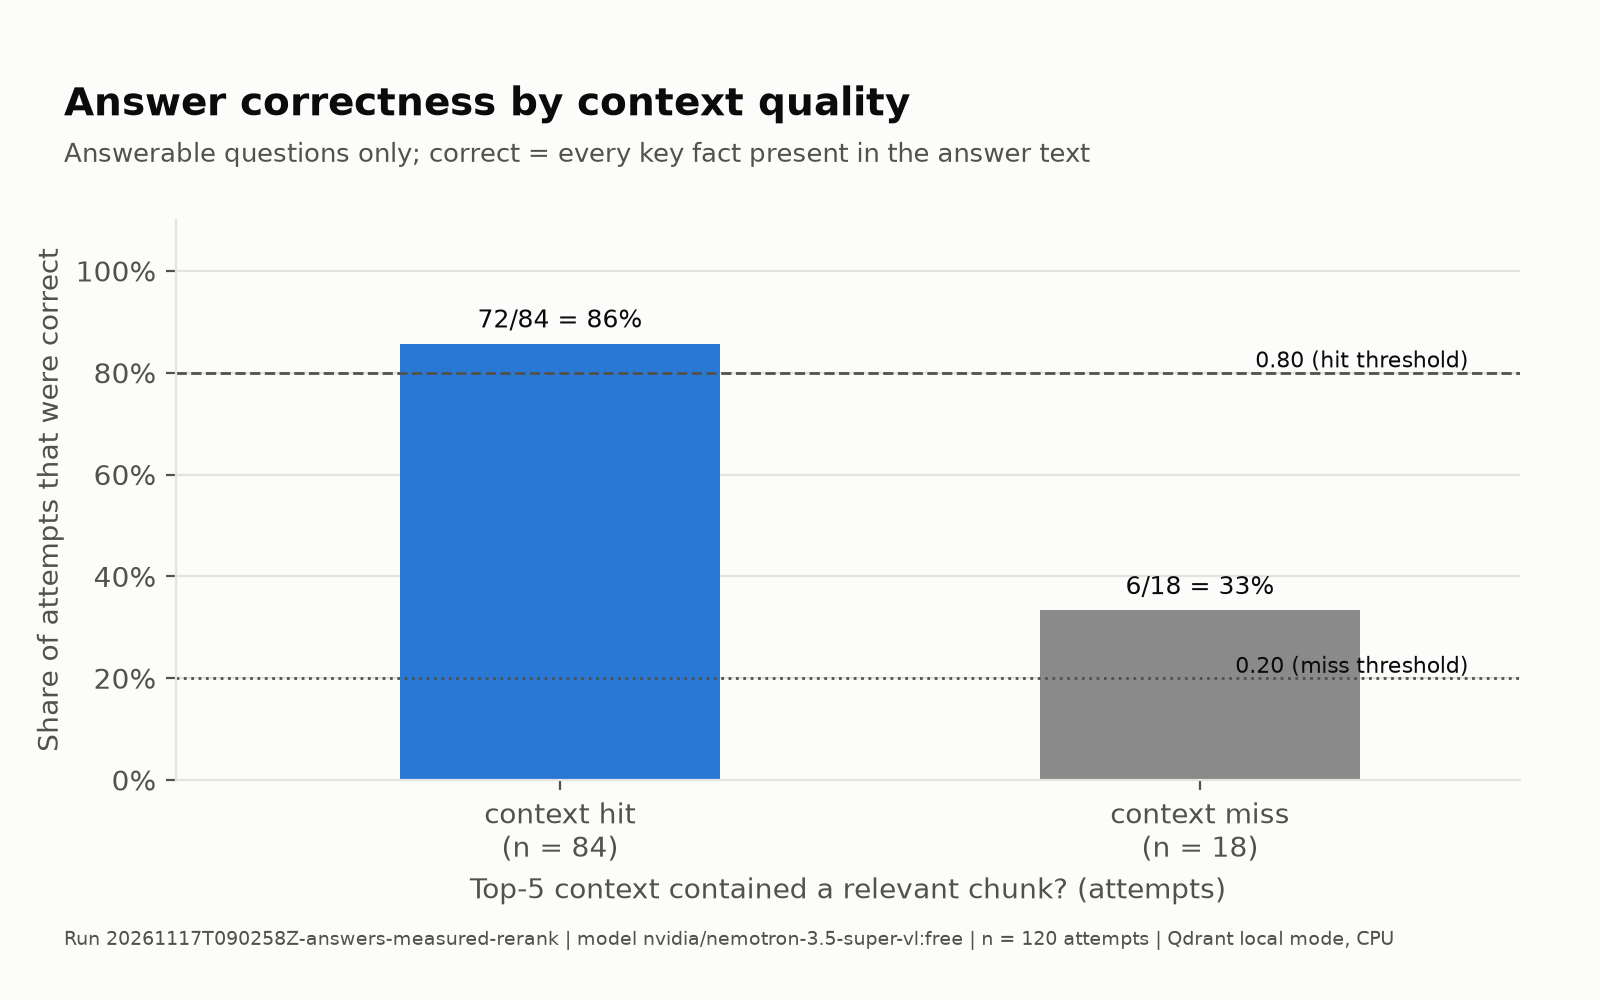 Answer correctness by context quality
Answerable questions only; correct = every key fact present in the answer text
Share of attempts that were correct
100%
80%
60%
40%
20%
0%
72/84 = 86%
0.80 (hit threshold)
6/18 = 33%
0.20 (miss threshold)
context hit
(n = 84)
context miss
(n = 18)
Top-5 context contained a relevant chunk? (attempts)
Run 20261117T090258Z-answers-measured-rerank | model nvidia/nemotron-3.5-super-vl:free | n = 120 attempts | Qdrant local mode, CPU